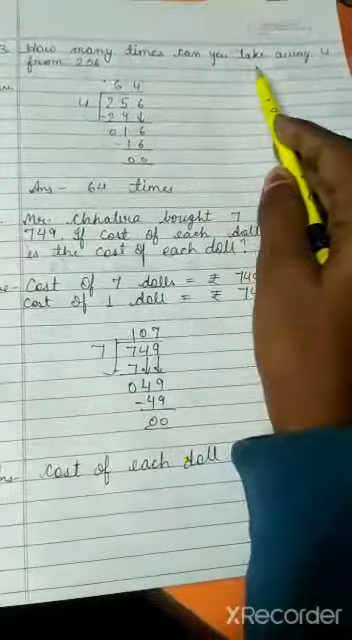 3. How many times can you take away 4
from 256
64
4 256
-24↓
016
-16
00
Ans- 64 times
Mr. Chhabra bought 7
749. If cost of each doll
is the cost of each doll?
Cost of 7 dolls = ₹ 749
Cost of 1 doll = ₹ 74
107
7 749
-7↓↓
049
-49
00
Ans- cost of each doll
XRecorder